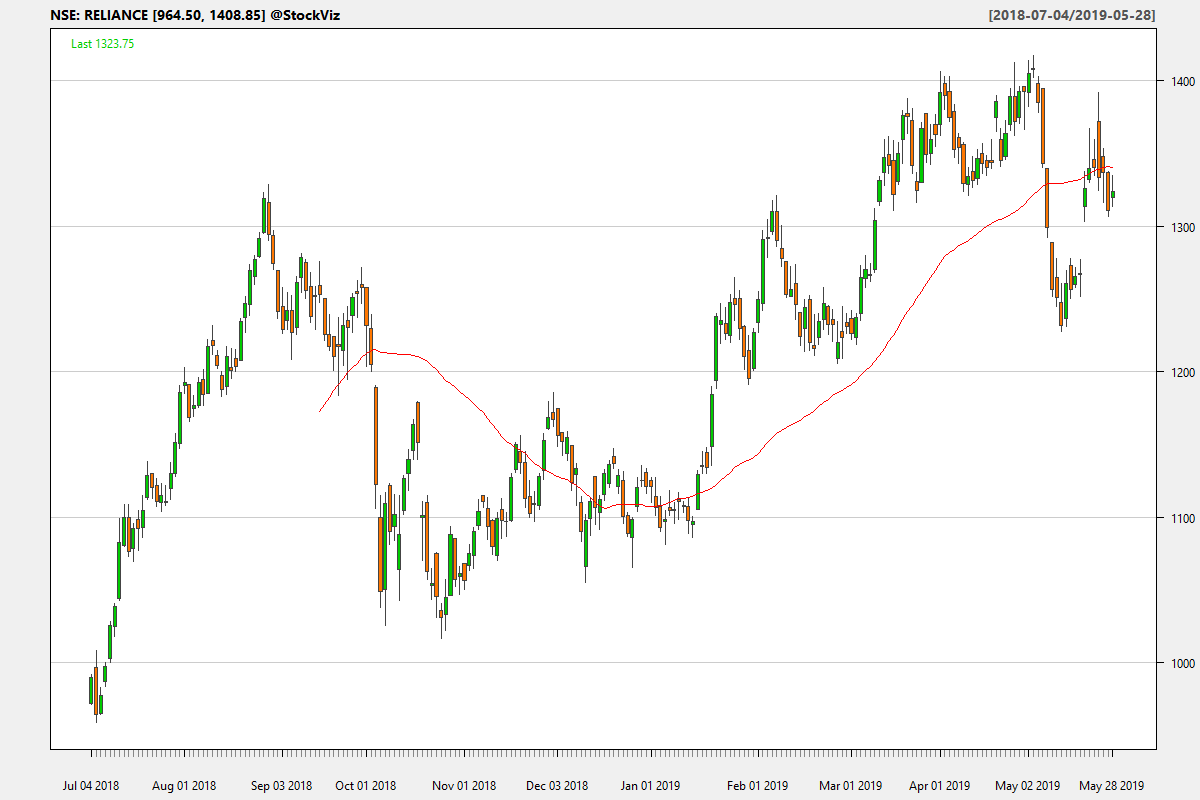 NSE: RELIANCE [964.50, 1408.85] @StockViz [2018-07-04/2019-05-28]
Last 1323.75
1400
1300
1200
1100
1000
Jul 04 2018 Aug 01 2018 Sep 03 2018 Oct 01 2018 Nov 01 2018 Dec 03 2018 Jan 01 2019 Feb 01 2019 Mar 01 2019 Apr 01 2019 May 02 2019 May 28 2019